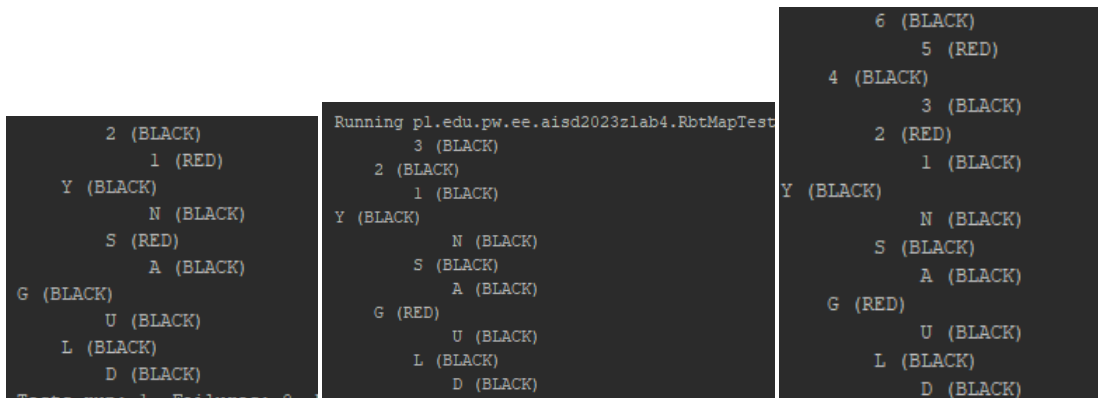 2 (BLACK)
1 (RED)
Y (BLACK)
N (BLACK)
S (RED)
A (BLACK)
G (BLACK)
U (BLACK)
L (BLACK)
D (BLACK)
Running pl.edu.pw.ee.aisd2023zlab4.RbtMapTest
3 (BLACK)
2 (BLACK)
1 (BLACK)
Y (BLACK)
N (BLACK)
S (BLACK)
A (BLACK)
G (RED)
U (BLACK)
L (BLACK)
D (BLACK)
6 (BLACK)
5 (RED)
4 (BLACK)
3 (BLACK)
2 (RED)
1 (BLACK)
Y (BLACK)
N (BLACK)
S (BLACK)
A (BLACK)
G (RED)
U (BLACK)
L (BLACK)
D (BLACK)